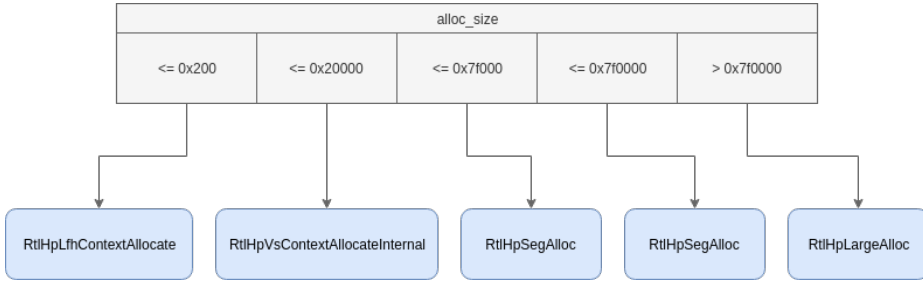 alloc_size
<= 0x200
<= 0x20000
<= 0x7f000
<= 0x7f0000
> 0x7f0000
RtlHpLfhContextAllocate
RtlHpVsContextAllocateInternal
RtlHpSegAlloc
RtlHpSegAlloc
RtlHpLargeAlloc